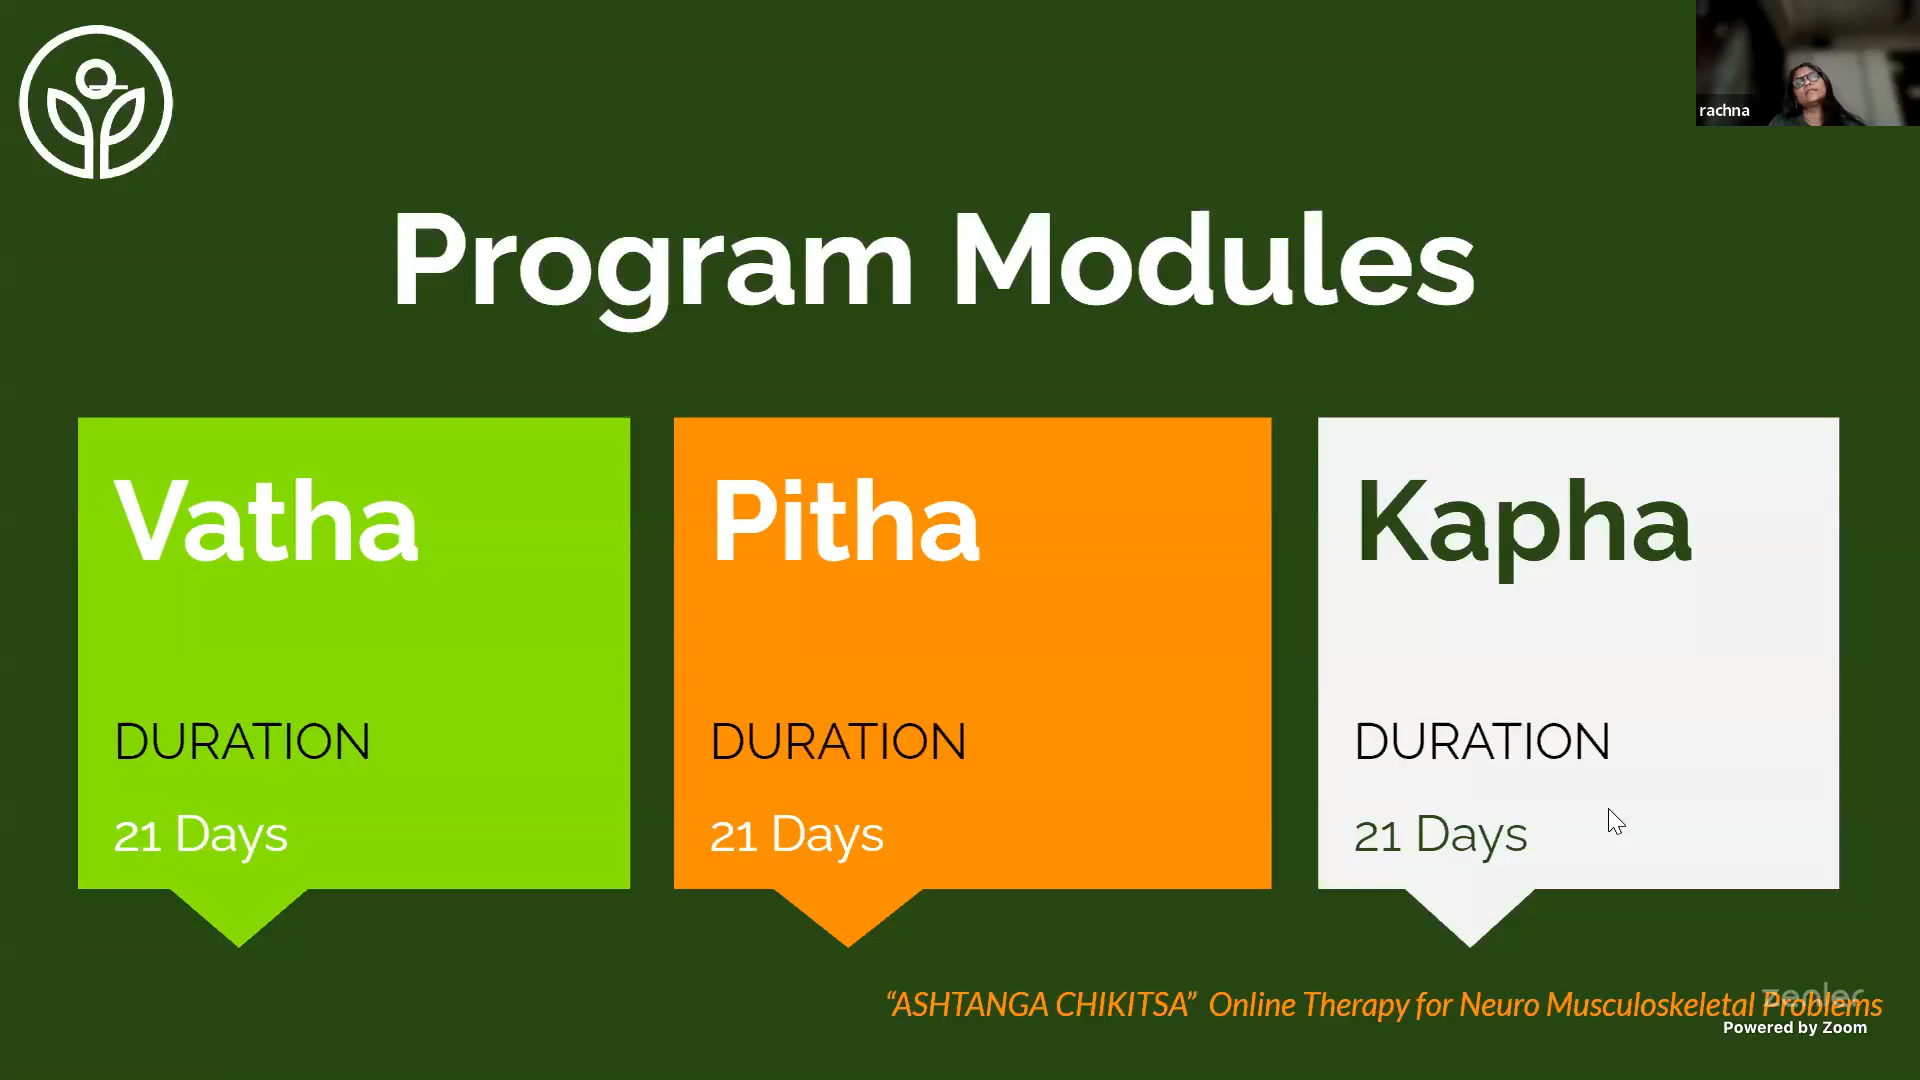 rachna
Program Modules
Vatha
DURATION
21 Days
Pitha
DURATION
21 Days
Kapha
DURATION
21 Days
“ASHTANGA CHIKITSA” Online Therapy for Neuro Musculoskeletal Problems
Powered by Zoom